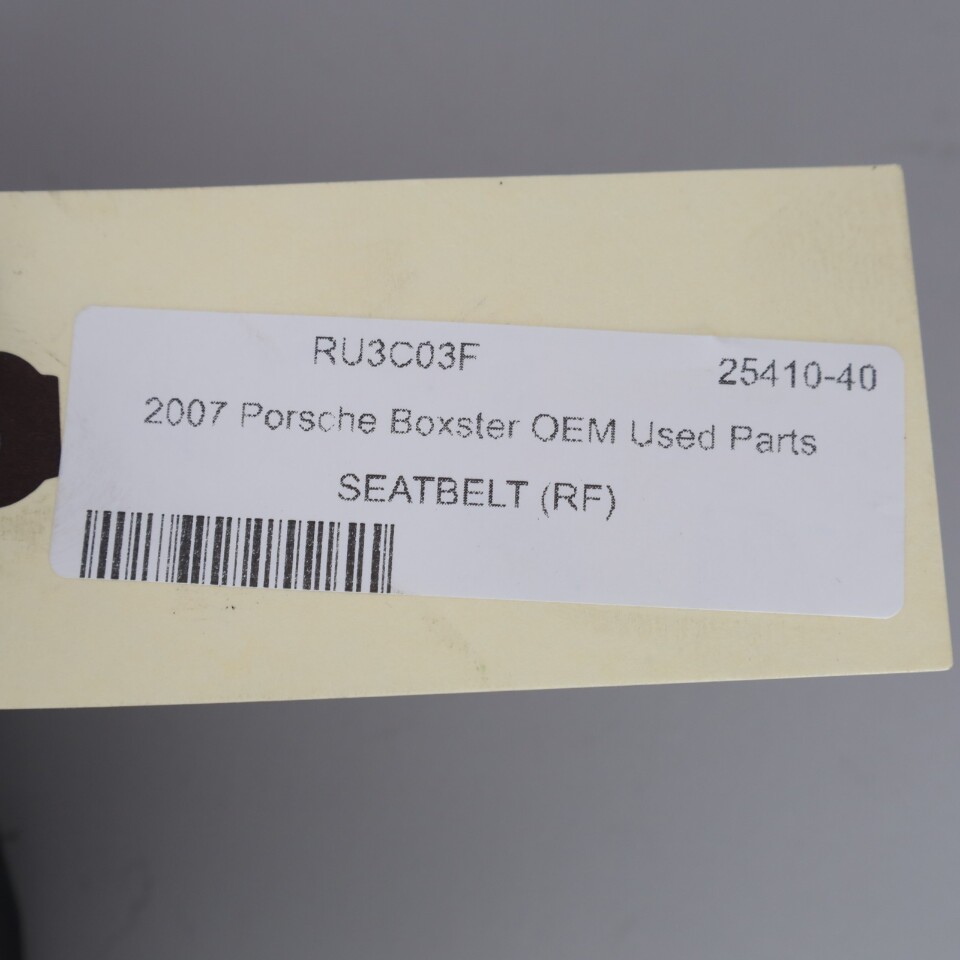 RU3C03F 25410-40
2007 Porsche Boxster OEM Used Parts
SEATBELT (RF)